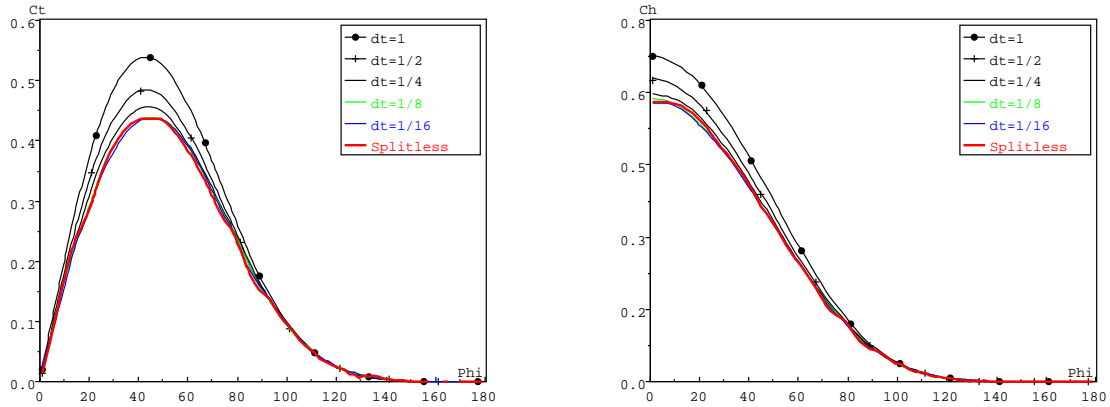 Ct
0.6
0.5
0.4
0.3
0.2
0.1
0.0
0 20 40 60 80 100 120 140 160 180
Phi
dt=1
dt=1/2
dt=1/4
dt=1/8
dt=1/16
Splitless
Ch
0.8
0.6
0.5
0.3
0.2
0.0
0 20 40 60 80 100 120 140 160 180
Phi
dt=1
dt=1/2
dt=1/4
dt=1/8
dt=1/16
Splitless